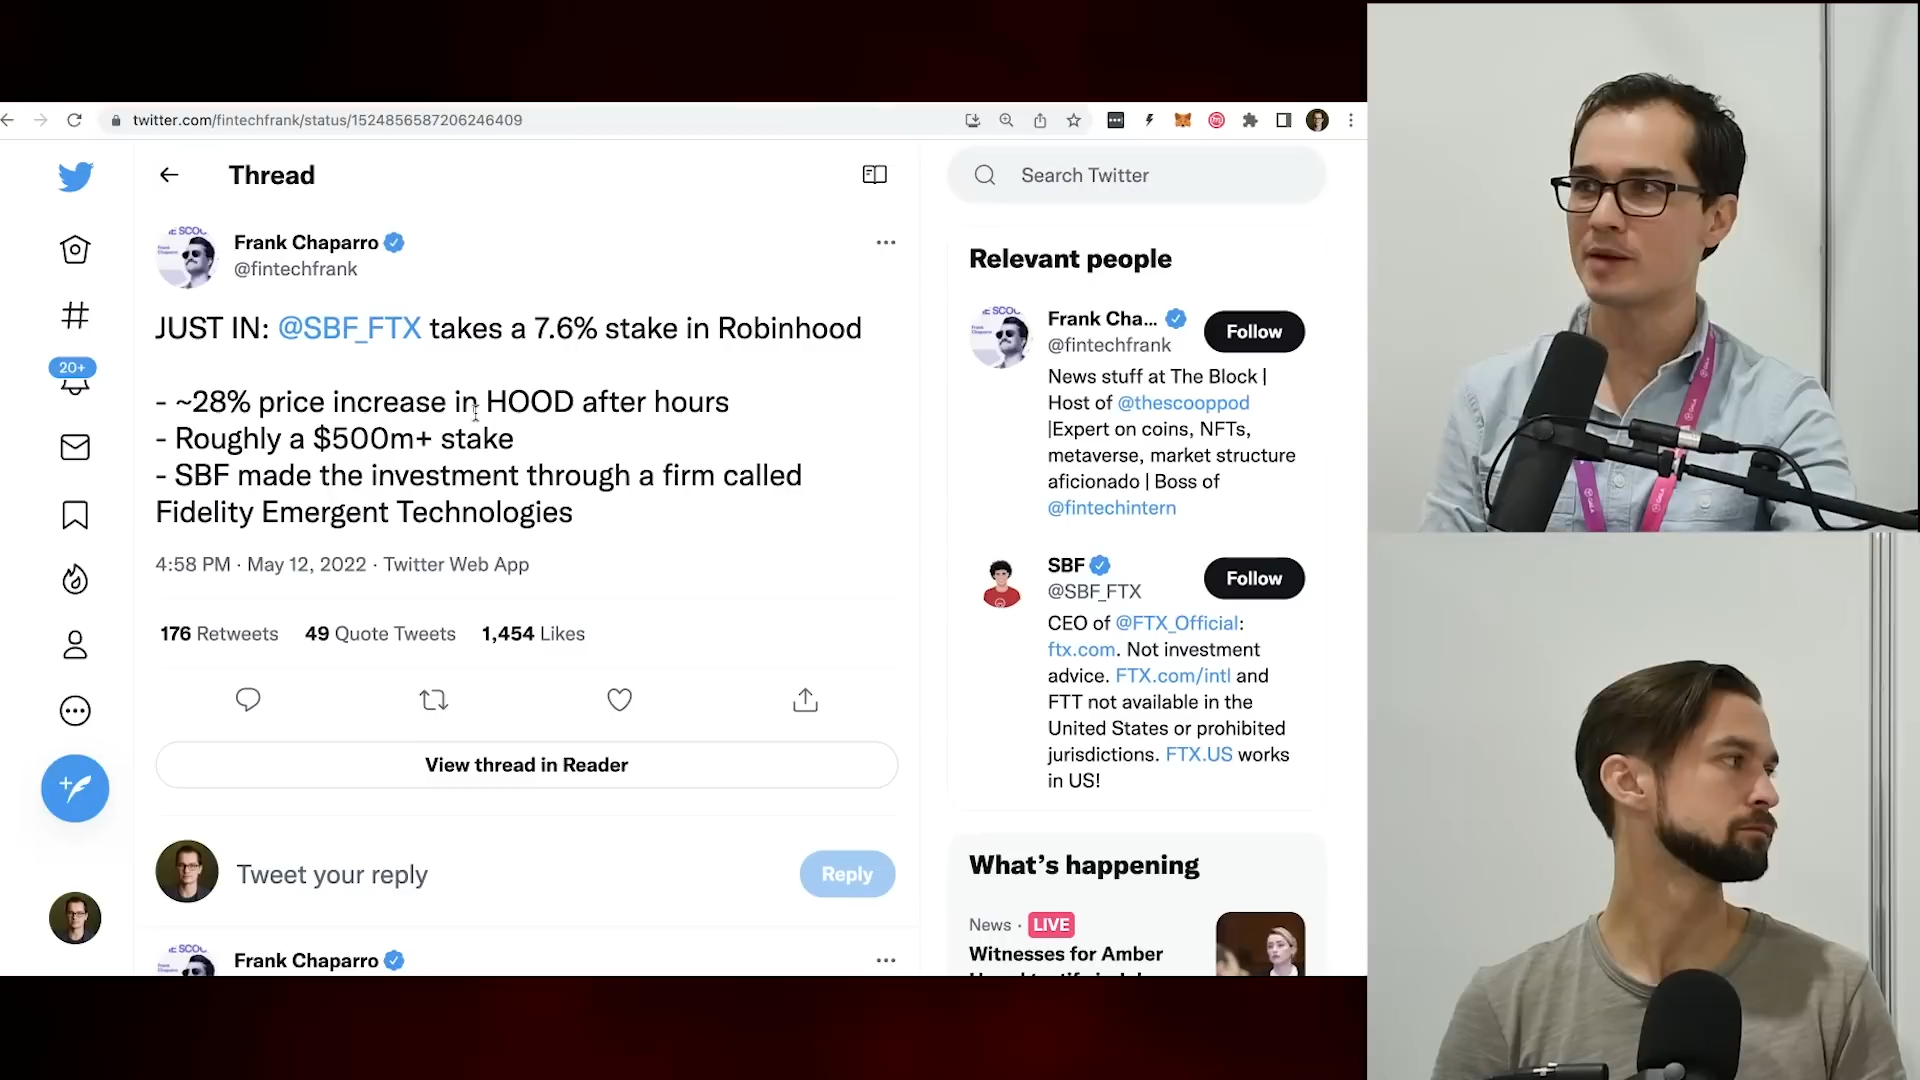 twitter.com/fintechfrank/status/1524856587206246409
Thread
Search Twitter
Frank Chaparro
@fintechfrank
JUST IN: @SBF_FTX takes a 7.6% stake in Robinhood
- ~28% price increase in HOOD after hours
- Roughly a $500m+ stake
- SBF made the investment through a firm called
Fidelity Emergent Technologies
4:58 PM · May 12, 2022 · Twitter Web App
176 Retweets 49 Quote Tweets 1,454 Likes
View thread in Reader
Tweet your reply
Reply
Frank Chaparro
20+
Relevant people
Frank Cha...
@fintechfrank
Follow
News stuff at The Block |
Host of @thescooppod
|Expert on coins, NFTs,
metaverse, market structure
aficionado | Boss of
@fintechintern
SBF
@SBF_FTX
Follow
CEO of @FTX_Official:
ftx.com. Not investment
advice. FTX.com/intl and
FTT not available in the
United States or prohibited
jurisdictions. FTX.US works
in US!
What's happening
News · LIVE
Witnesses for Amber
GALA